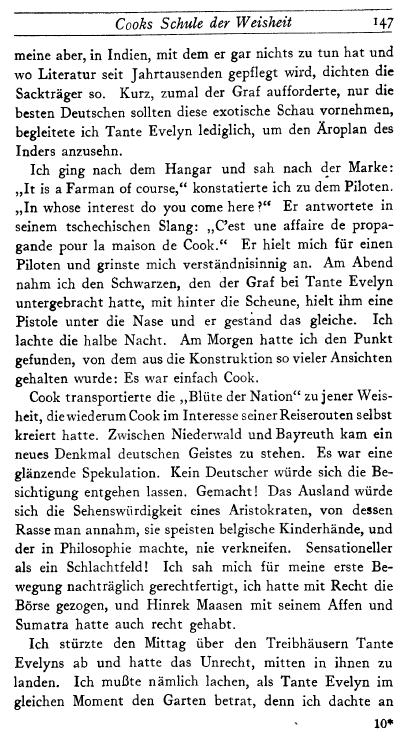 Cooks Schule der Weisheit 147
meine aber, in Indien, mit dem er gar nichts zu tun hat und
wo Literatur seit Jahrtausenden gepflegt wird, dichten die
Sackträger so. Kurz, zumal der Graf aufforderte, nur die
besten Deutschen sollten diese exotische Schau vornehmen,
begleitete ich Tante Evelyn lediglich, um den Äroplan des
Inders anzusehn.
Ich ging nach dem Hangar und sah nach der Marke:
„It is a Farman of course,“ konstatierte ich zu dem Piloten.
„In whose interest do you come here?“ Er antwortete in
seinem tschechischen Slang: „C'est une affaire de propa-
gande pour la maison de Cook.“ Er hielt mich für einen
Piloten und grinste mich verständnisinnig an. Am Abend
nahm ich den Schwarzen, den der Graf bei Tante Evelyn
untergebracht hatte, mit hinter die Scheune, hielt ihm eine
Pistole unter die Nase und er gestand das gleiche. Ich
lachte die halbe Nacht. Am Morgen hatte ich den Punkt
gefunden, von dem aus die Konstruktion so vieler Ansichten
gehalten wurde: Es war einfach Cook.
Cook transportierte die „Blüte der Nation“ zu jener Weis-
heit, die wiederum Cook im Interesse seiner Reiserouten selbst
kreiert hatte. Zwischen Niederwald und Bayreuth kam ein
neues Denkmal deutschen Geistes zu stehen. Es war eine
glänzende Spekulation. Kein Deutscher würde sich die Be-
sichtigung entgehen lassen. Gemacht! Das Ausland würde
sich die Sehenswürdigkeit eines Aristokraten, von dessen
Rasse man annahm, sie speisten belgische Kinderhände, und
der in Philosophie machte, nie verkneifen. Sensationeller
als ein Schlachtfeld! Ich sah mich für meine erste Be-
wegung nachträglich gerechtfertigt, ich hatte mit Recht die
Börse gezogen, und Hinrek Maasen mit seinem Affen und
Sumatra hatte auch recht gehabt.
Ich stürzte den Mittag über den Treibhäusern Tante
Evelyns ab und hatte das Unrecht, mitten in ihnen zu
landen. Ich mußte nämlich lachen, als Tante Evelyn im
gleichen Moment den Garten betrat, denn ich dachte an
10*